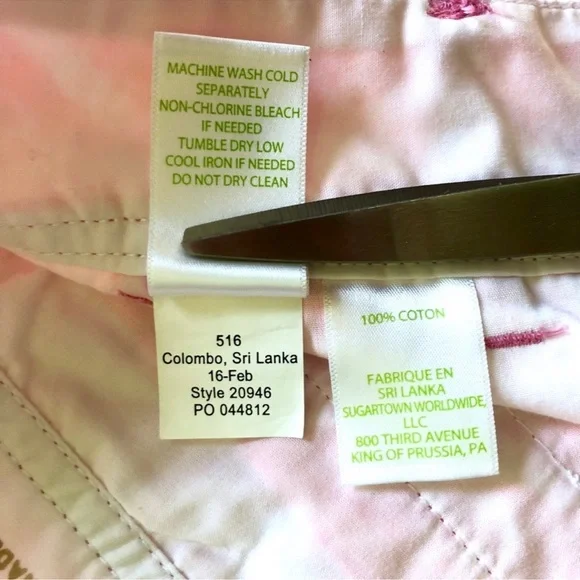 MACHINE WASH COLD
SEPARATELY
NON-CHLORINE BLEACH
IF NEEDED
TUMBLE DRY LOW
COOL IRON IF NEEDED
DO NOT DRY CLEAN
516
Colombo, Sri Lanka
16-Feb
Style 20946
PO 044812
100% COTON
FABRIQUE EN
SRI LANKA
SUGARTOWN WORLDWIDE,
LLC
800 THIRD AVENUE
KING OF PRUSSIA, PA